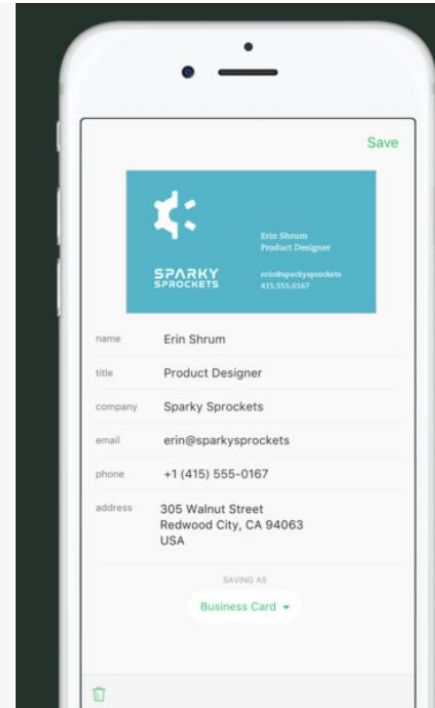 Save
Erin Shrum
Product Designer
SPARKY
SPROCKETS
erin@sparkysprockets
415.555.0167
name Erin Shrum
title Product Designer
company Sparky Sprockets
email erin@sparkysprockets
phone +1 (415) 555-0167
address 305 Walnut Street
Redwood City, CA 94063
USA
SAVING AS
Business Card